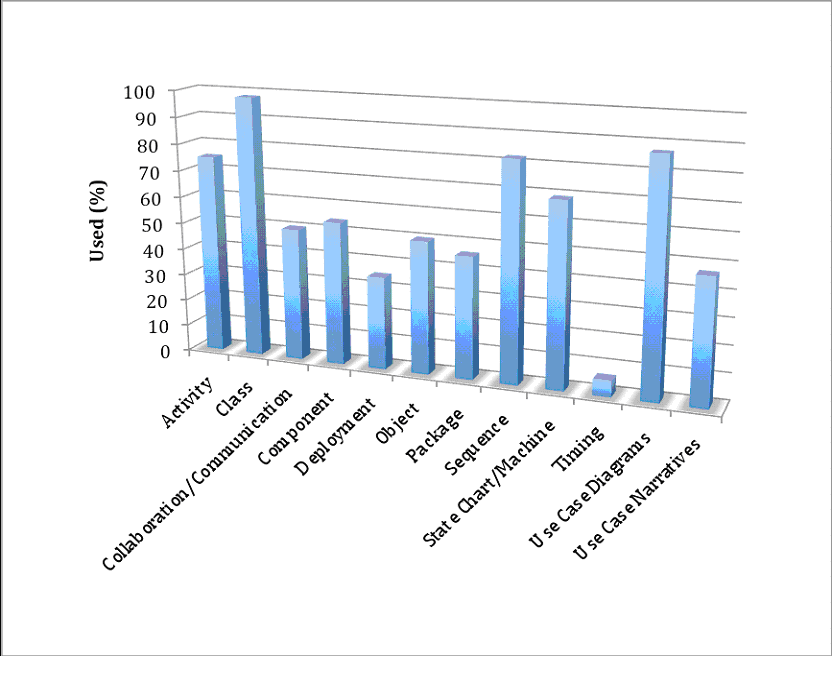 100
90
80
70
60
50
40
30
20
10
0
Used (%)
Activity
Class
Collaboration/Communication
Component
Deployment
Object
Package
Sequence
State Chart/Machine
Timing
Use Case Diagrams
Use Case Narratives